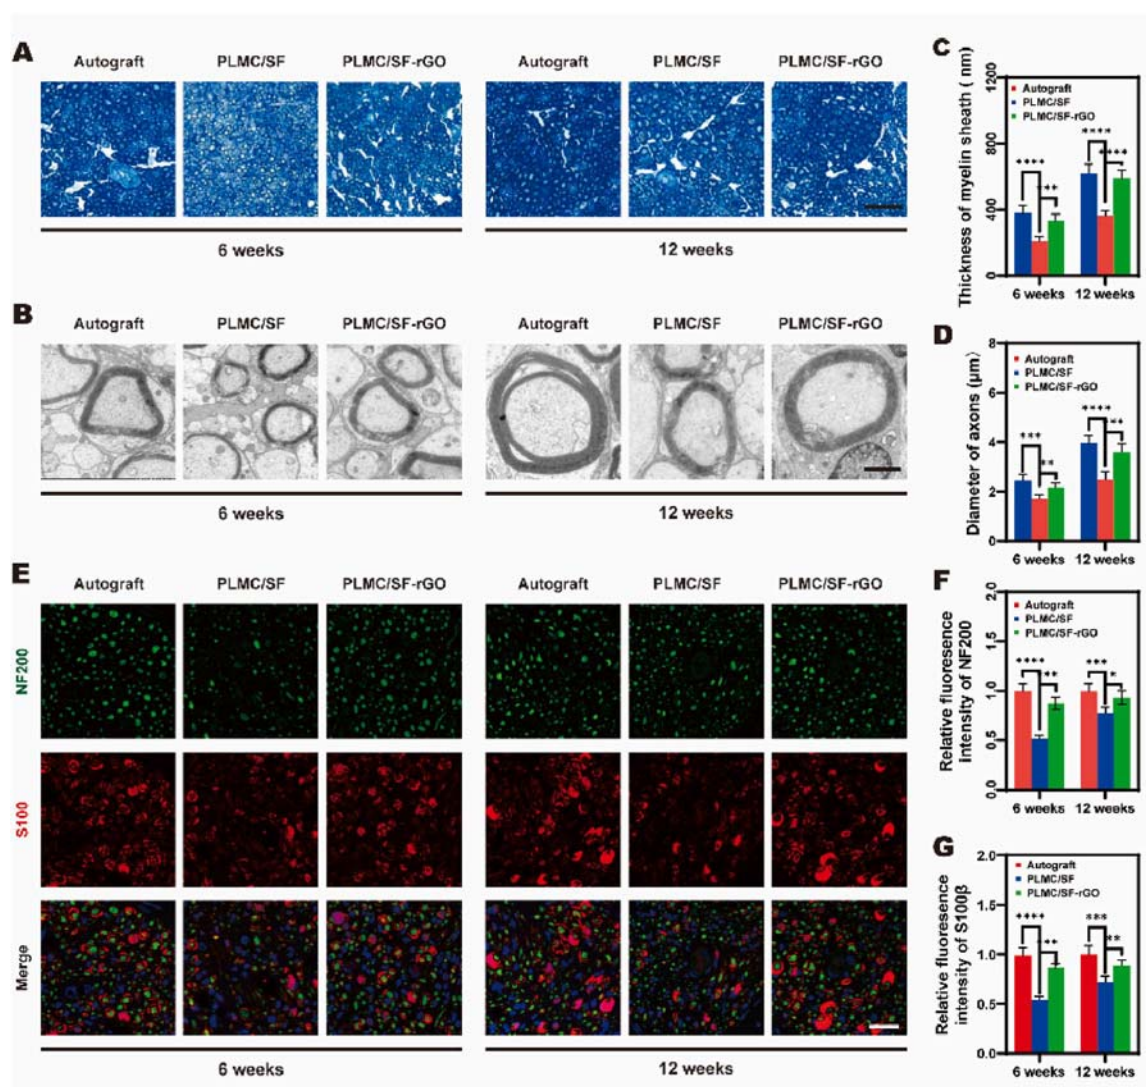 A
Autograft PLMC/SF PLMC/SF-rGO Autograft PLMC/SF PLMC/SF-rGO
6 weeks 12 weeks
B
Autograft PLMC/SF PLMC/SF-rGO Autograft PLMC/SF PLMC/SF-rGO
6 weeks 12 weeks
C
Thickness of myelin sheath ( nm)
1200
800
400
0
Autograft
PLMC/SF
PLMC/SF-rGO
**** *** **** ****
6 weeks 12 weeks
D
Diameter of axons (μm)
8
6
4
2
0
Autograft
PLMC/SF
PLMC/SF-rGO
*** ** **** ***
6 weeks 12 weeks
E
Autograft PLMC/SF PLMC/SF-rGO Autograft PLMC/SF PLMC/SF-rGO
NF200
S100
Merge
6 weeks 12 weeks
F
Relative fluoresence
intensity of NF200
2.0
1.5
1.0
0.5
0.0
Autograft
PLMC/SF
PLMC/SF-rGO
**** ** *** *
6 weeks 12 weeks
G
Relative fluoresence
intensity of S100β
2.0
1.5
1.0
0.5
0.0
Autograft
PLMC/SF
PLMC/SF-rGO
**** *** *** **
6 weeks 12 weeks